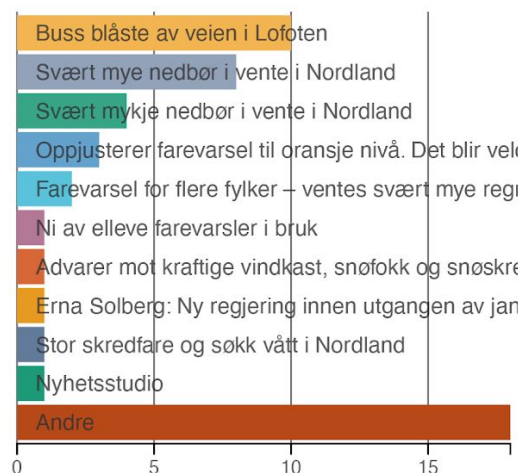 Buss blåste av veien i Lofoten
Svært mye nedbør i vente i Nordland
Svært mykje nedbør i vente i Nordland
Oppjusterer farevarsel til oransje nivå. Det blir
Farevarsel for flere fylker – ventes svært mye
Ni av elleve farevarsler i bruk
Advarer mot kraftige vindkast, snøfokk og
Erna Solberg: Ny regjering innen utgangen av
Stor skredfare og søkk vått i Nordland
Nyhetsstudio
Andre
0 5 10 15